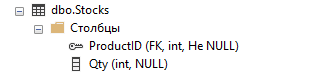 dbo.Stocks
Столбцы
ProductID (FK, int, Не NULL)
Qty (int, NULL)